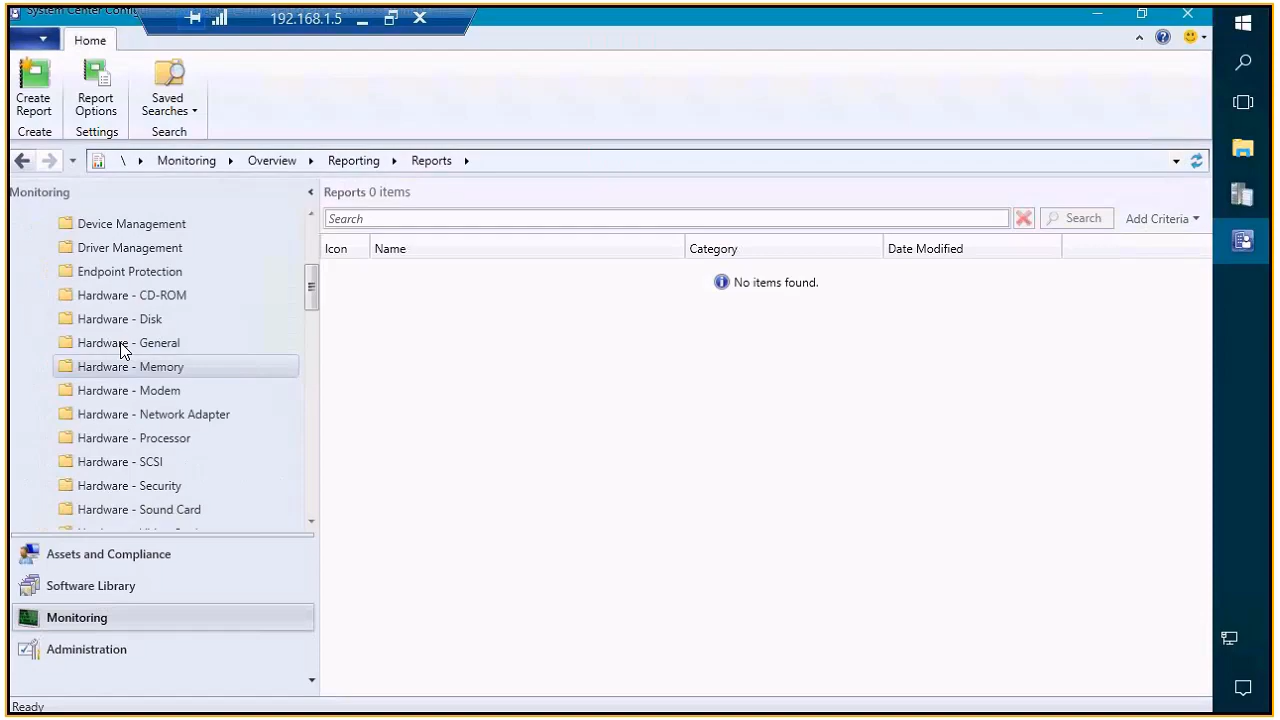 System Center Config
192.168.1.5
Home
Create Report
Report Options
Saved Searches
Create
Settings
Search
\ Monitoring Overview Reporting Reports
Monitoring
Reports 0 items
Search
Search
Add Criteria
Icon Name Category Date Modified
No items found.
Device Management
Driver Management
Endpoint Protection
Hardware - CD-ROM
Hardware - Disk
Hardware - General
Hardware - Memory
Hardware - Modem
Hardware - Network Adapter
Hardware - Processor
Hardware - SCSI
Hardware - Security
Hardware - Sound Card
Assets and Compliance
Software Library
Monitoring
Administration
Ready